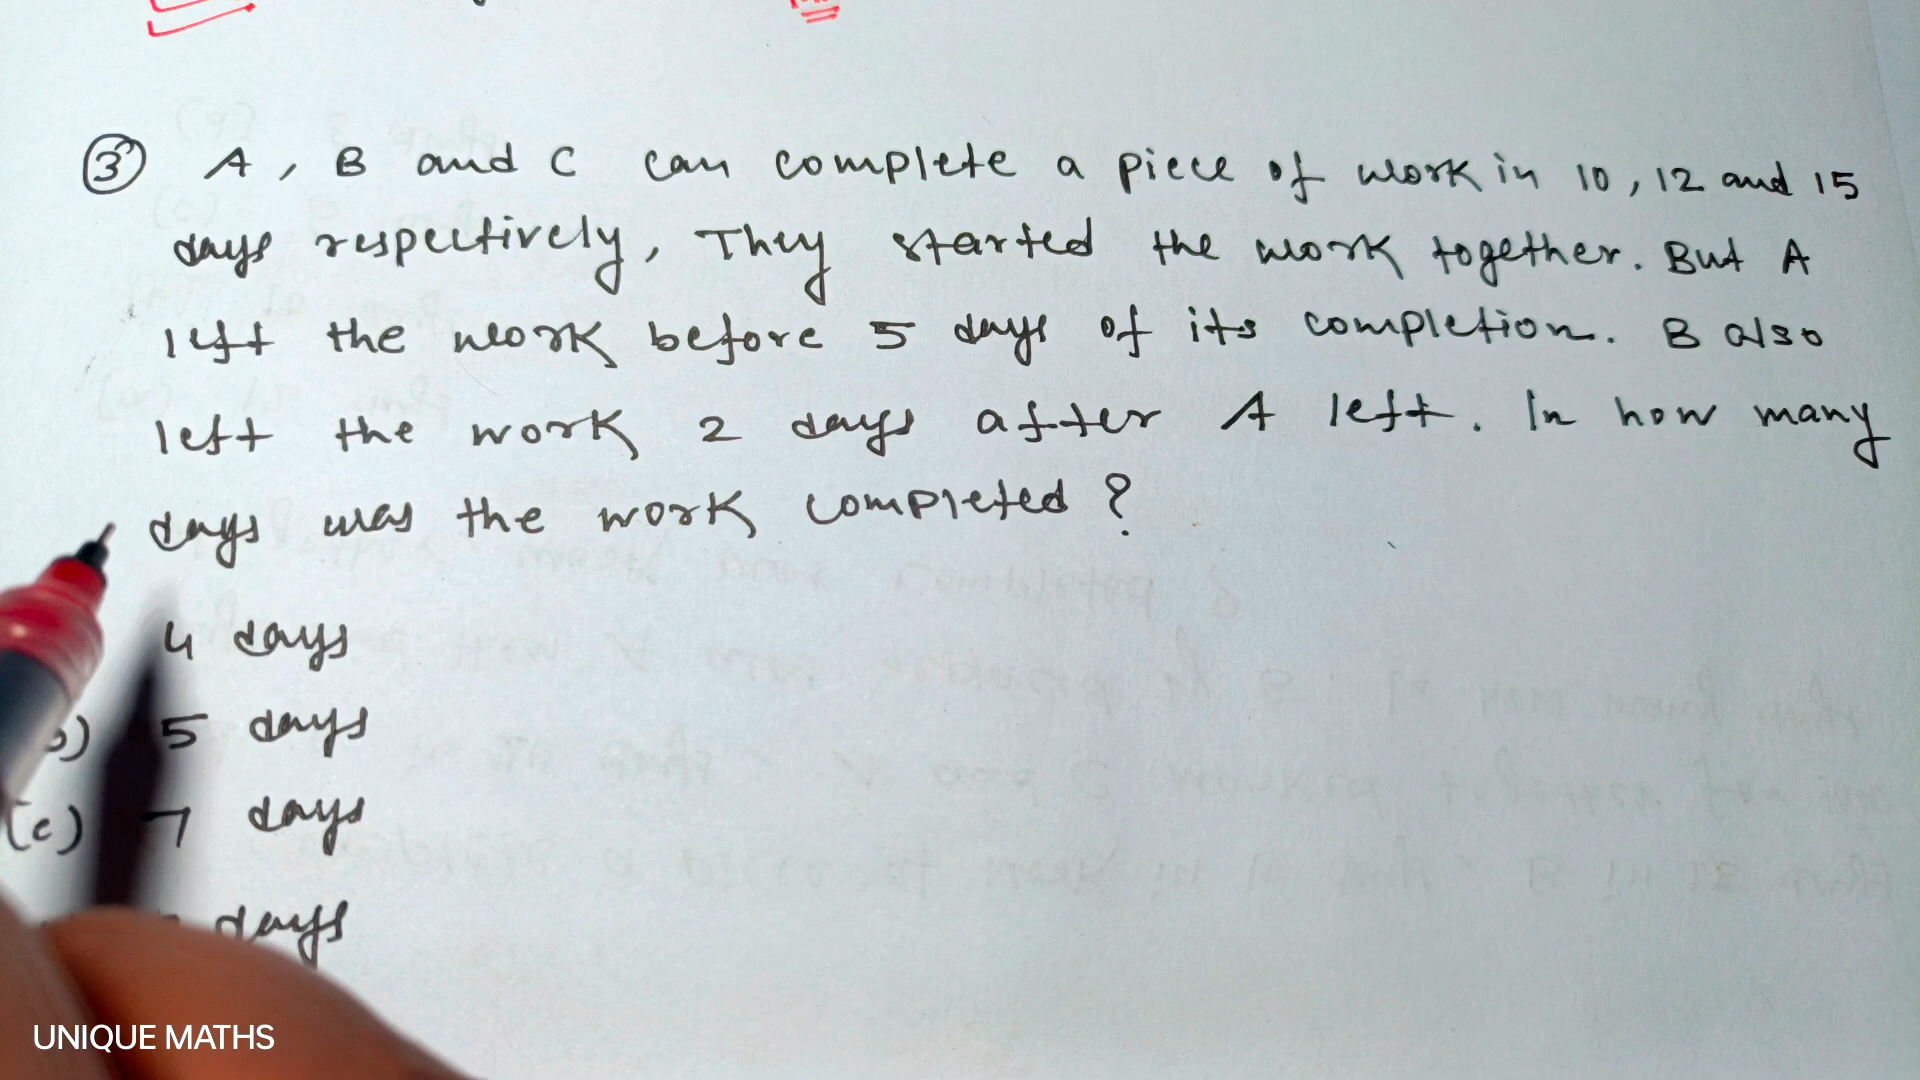 (3) A, B and C can complete a piece of work in 10, 12 and 15
days respectively, They started the work together. But A
left the work before 5 days of its completion. B also
left the work 2 days after A left. In how many
days was the work completed?
4 days
b) 5 days
(c) 7 days
days
UNIQUE MATHS